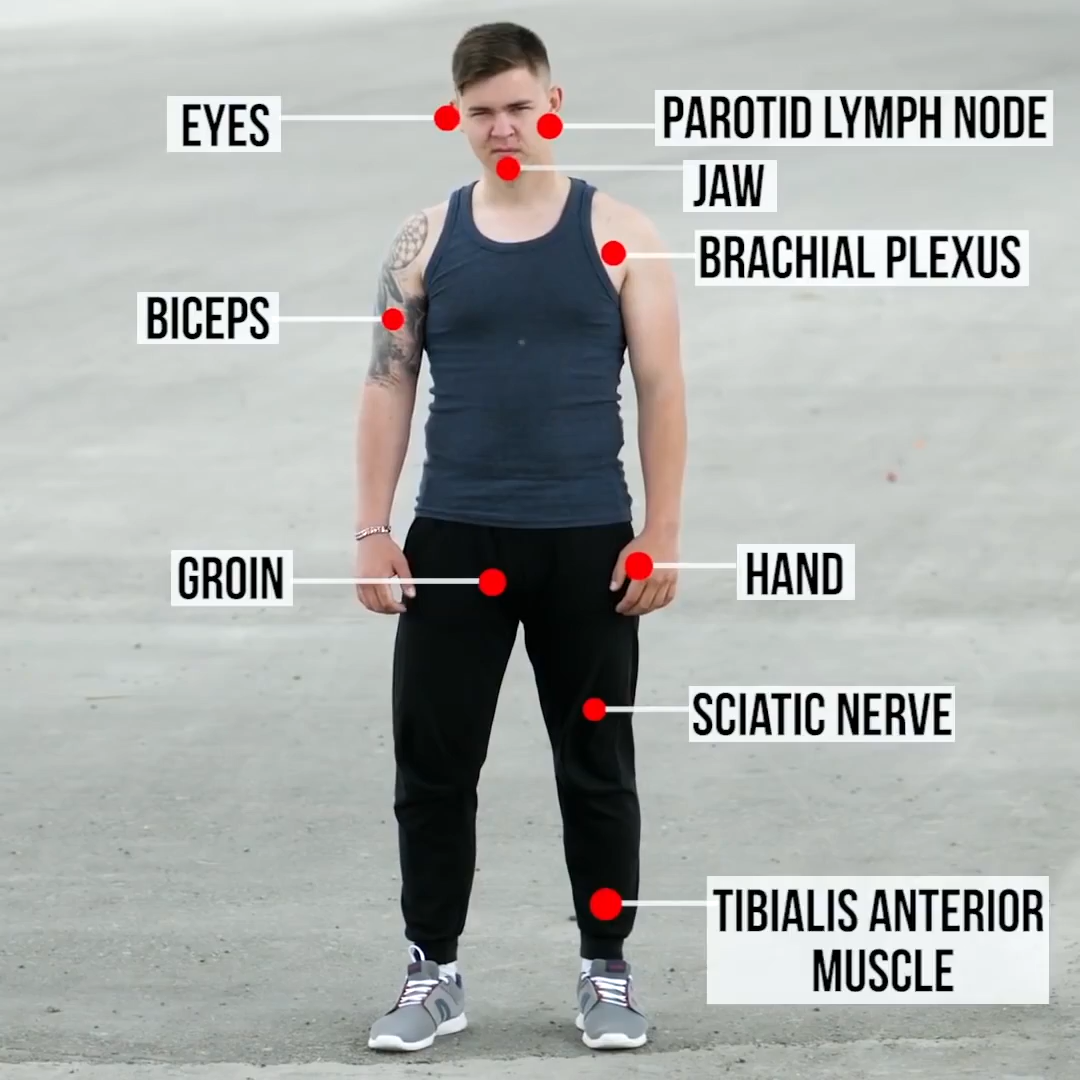 EYES
PAROTID LYMPH NODE
JAW
BRACHIAL PLEXUS
BICEPS
GROIN
HAND
SCIATIC NERVE
TIBIALIS ANTERIOR
MUSCLE